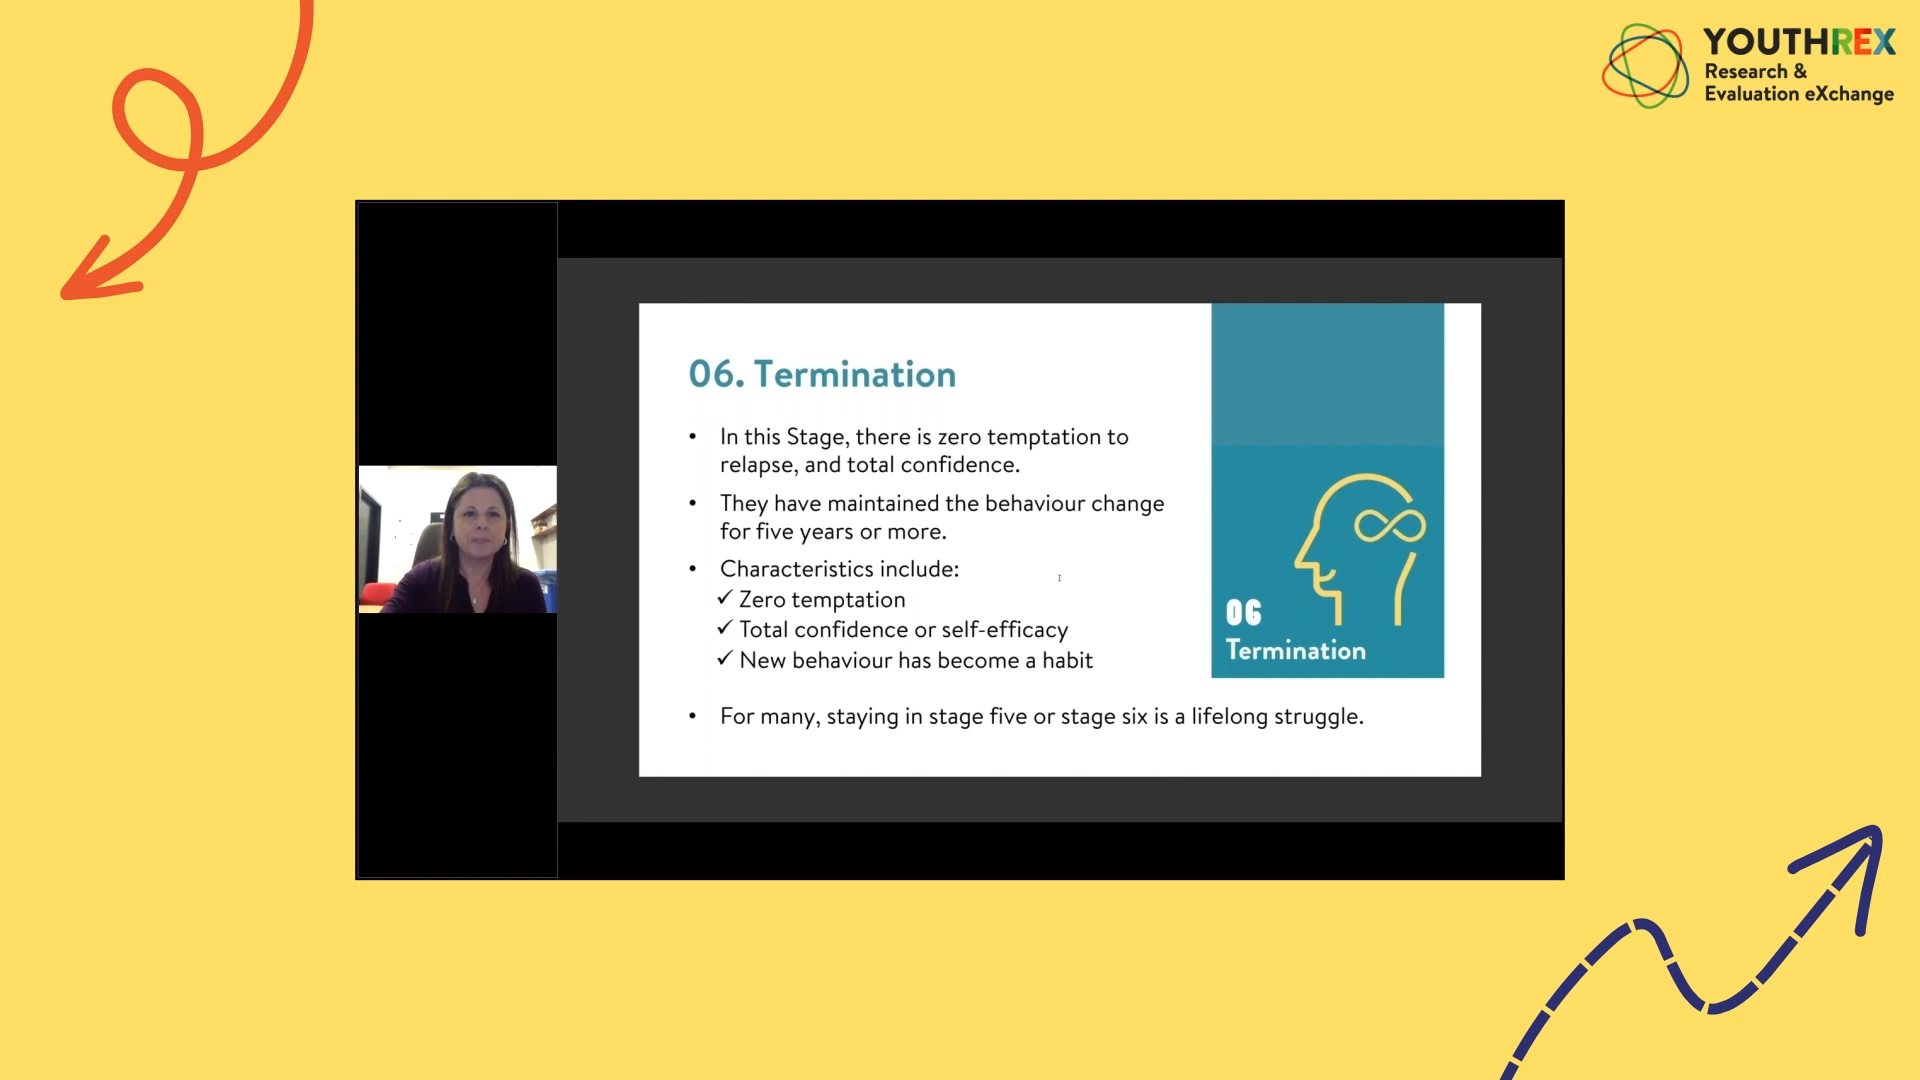 YOUTHREX
Research &
Evaluation eXchange
06. Termination
• In this Stage, there is zero temptation to
relapse, and total confidence.
• They have maintained the behaviour change
for five years or more.
• Characteristics include:
✓ Zero temptation
✓ Total confidence or self-efficacy
✓ New behaviour has become a habit
• For many, staying in stage five or stage six is a lifelong struggle.
06
Termination